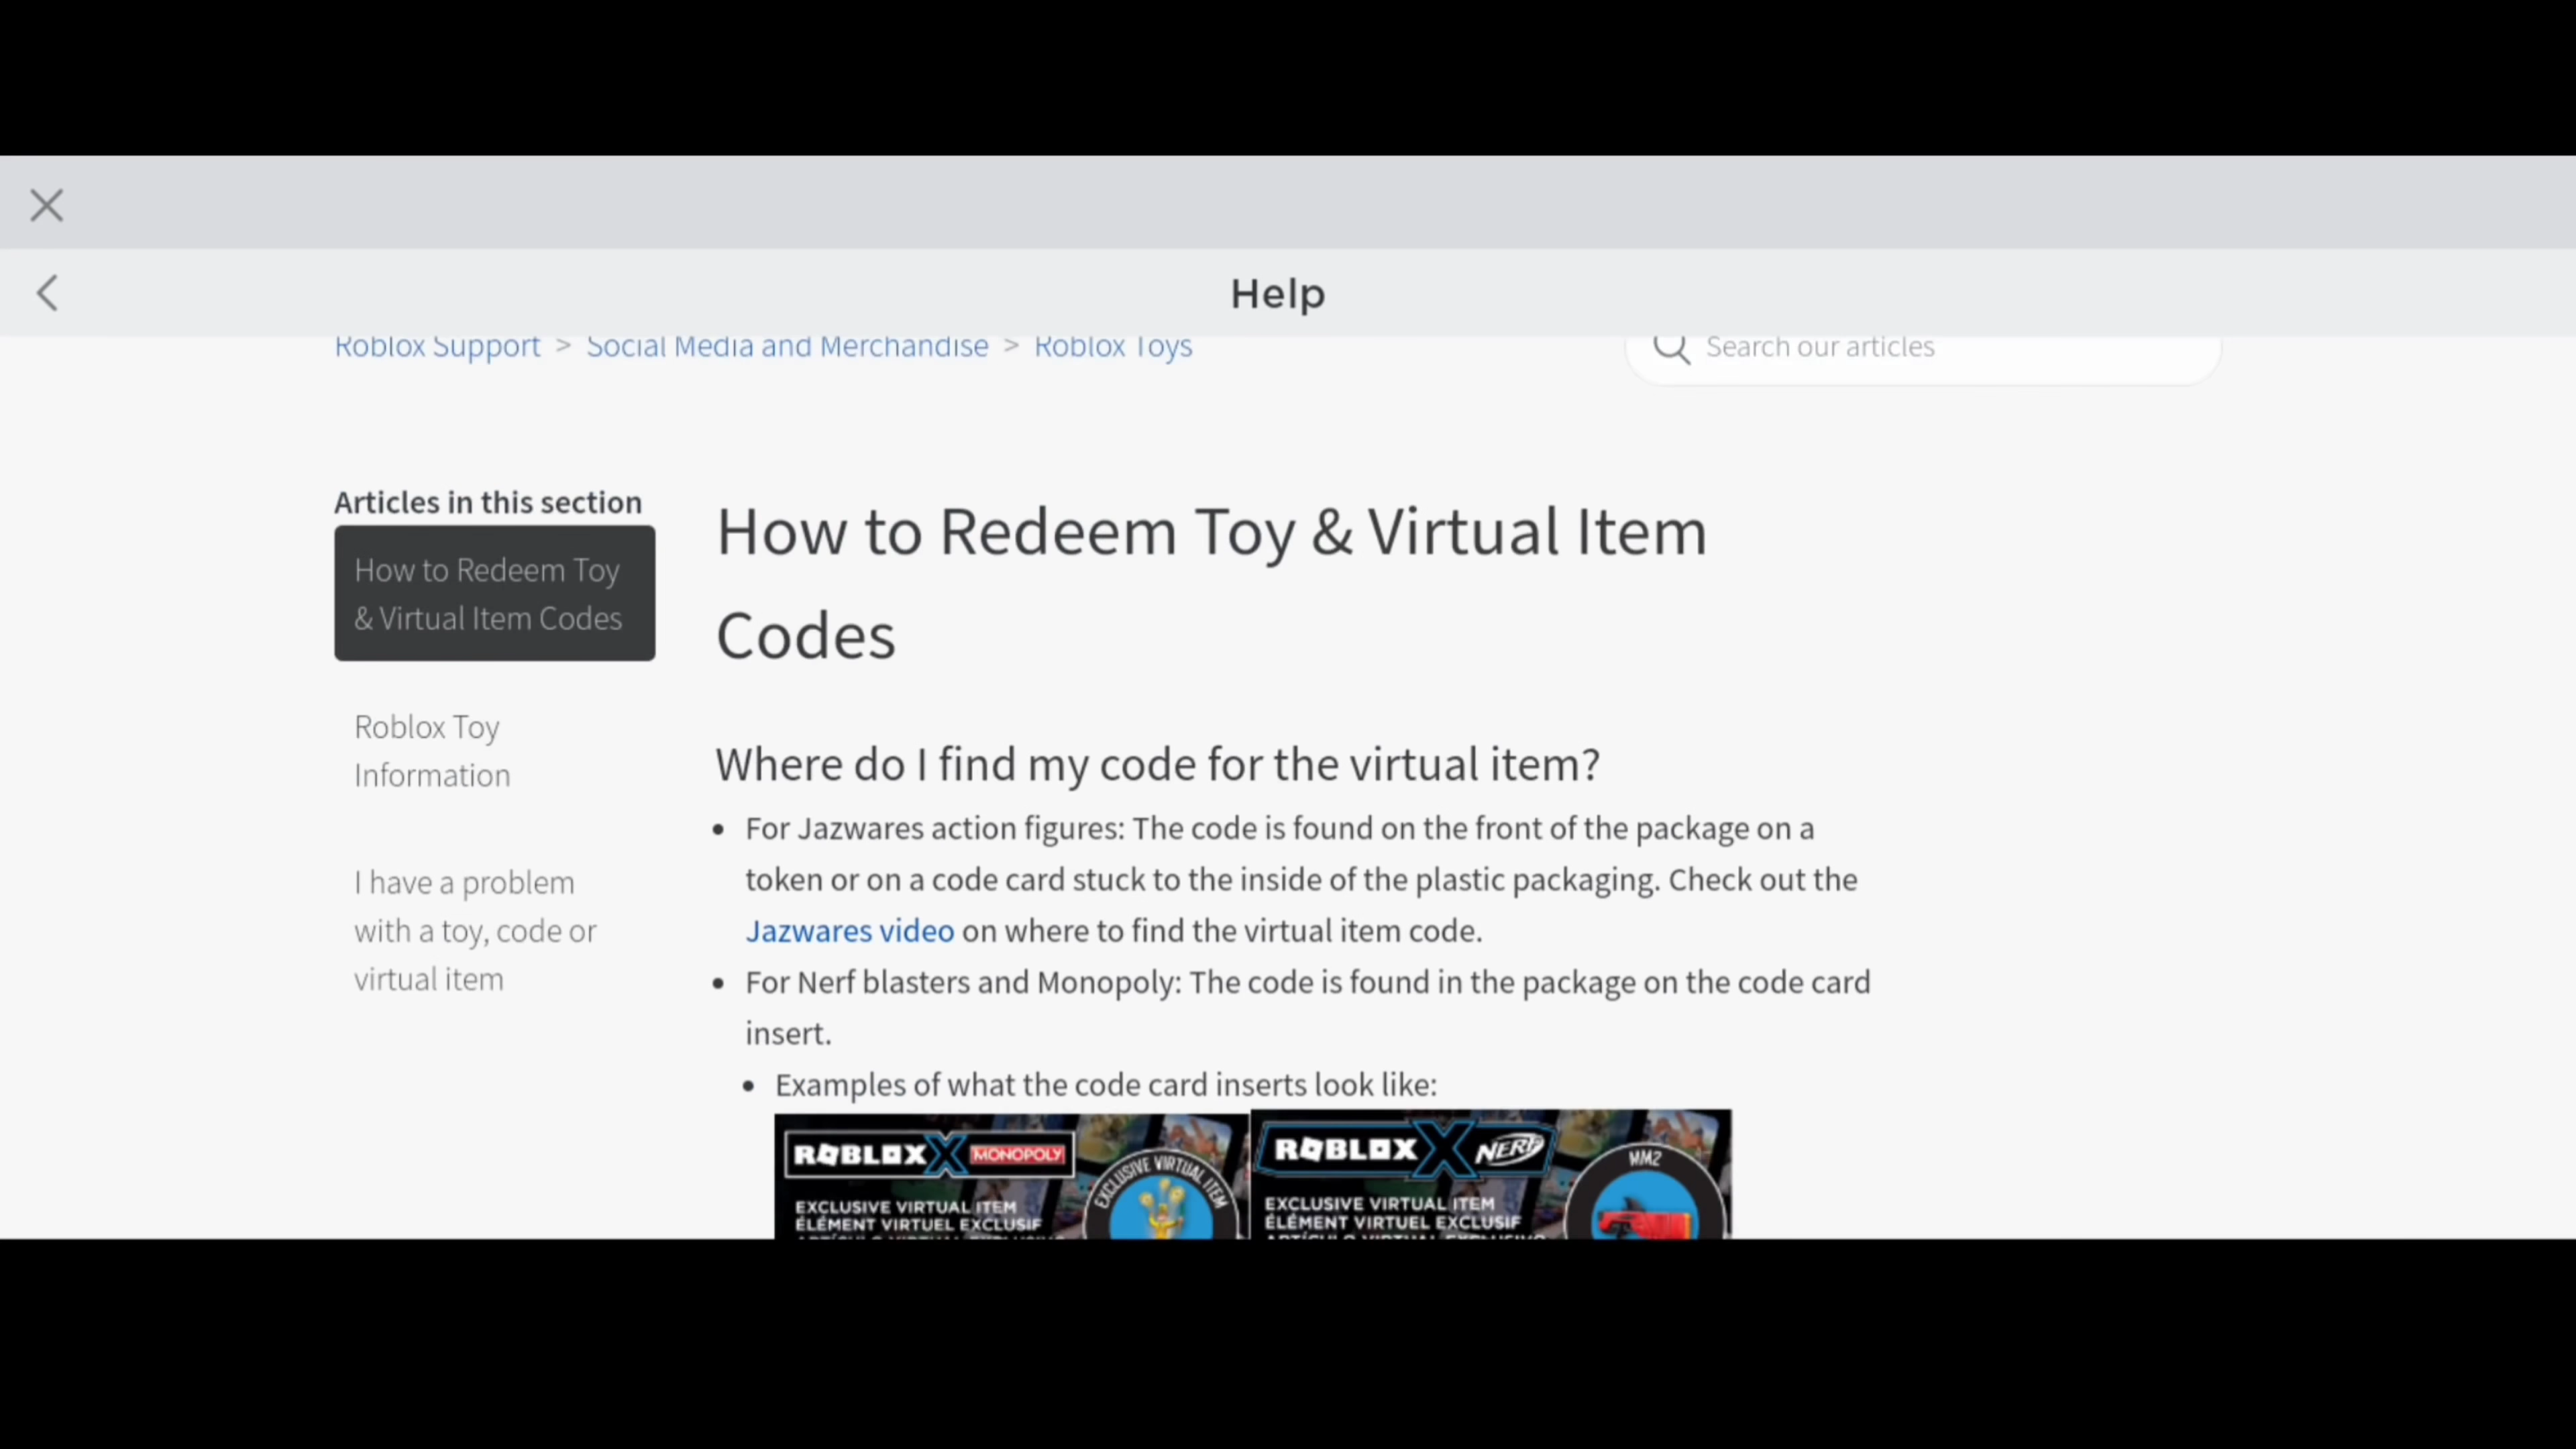 Help
Roblox Support > Social Media and Merchandise > Roblox Toys
Search our articles
Articles in this section
How to Redeem Toy
& Virtual Item Codes
Roblox Toy
Information
I have a problem
with a toy, code or
virtual item
How to Redeem Toy & Virtual Item
Codes
Where do I find my code for the virtual item?
• For Jazwares action figures: The code is found on the front of the package on a
token or on a code card stuck to the inside of the plastic packaging. Check out the
Jazwares video on where to find the virtual item code.
• For Nerf blasters and Monopoly: The code is found in the package on the code card
insert.
• Examples of what the code card inserts look like:
ROBLOX X MONOPOLY
EXCLUSIVE VIRTUAL ITEM
EXCLUSIVE VIRTUAL ITEM
ÉLÉMENT VIRTUEL EXCLUSIF
ROBLOX X NERF
MM2
EXCLUSIVE VIRTUAL ITEM
ÉLÉMENT VIRTUEL EXCLUSIF